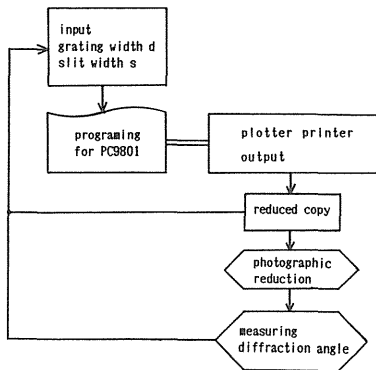 input
grating width d
slit width s
programing
for PC9801
plotter printer
output
reduced copy
photographic
reduction
measuring
diffraction angle